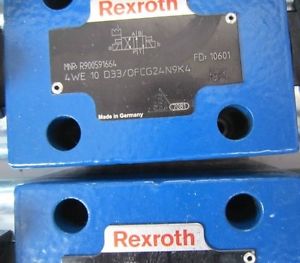 Rexroth
MNR: R900591664
FD: 10601
4WE 10 D33/OFCG24N9K4
Made in Germany
Rexroth